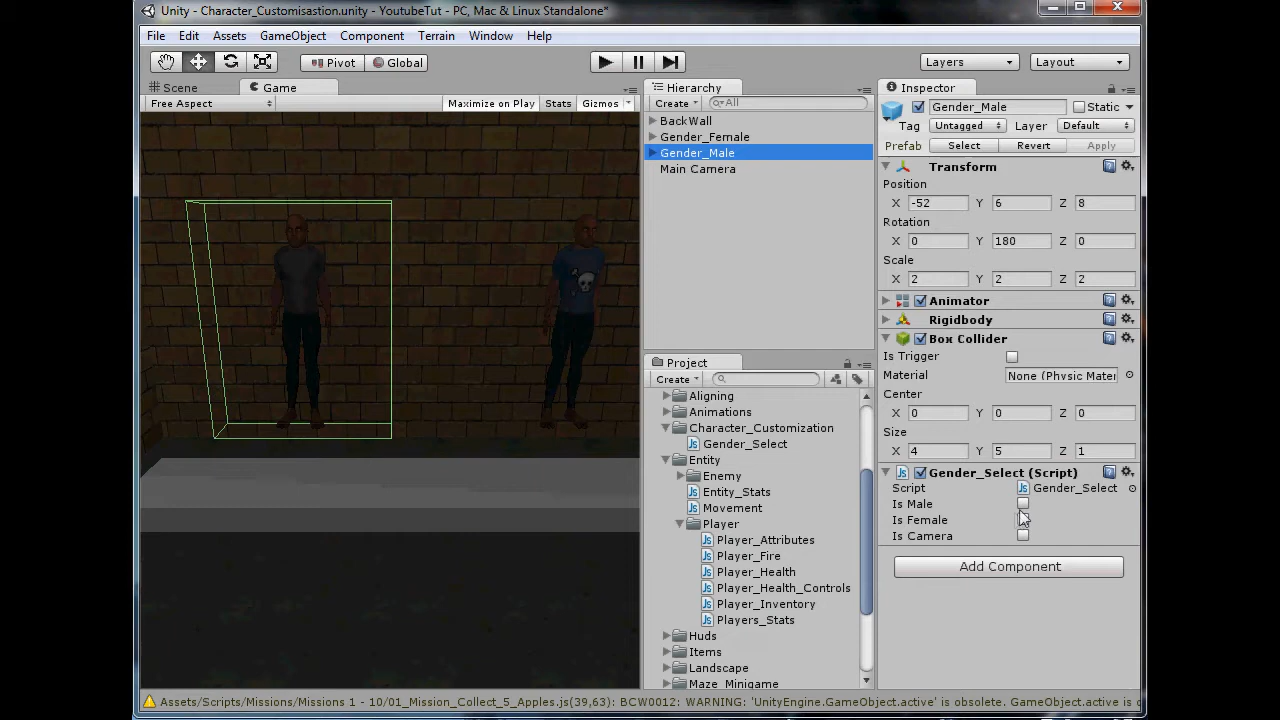 Unity - Character_Customisastion.unity - YoutubeTut - PC, Mac & Linux Standalone*
File Edit Assets GameObject Component Terrain Window Help
Pivot Global Layers Layout
Scene Game
Free Aspect Maximize on Play Stats Gizmos
Hierarchy
Create All
BackWall
Gender_Female
Gender_Male
Main Camera
Project
Create
Aligning
Animations
Character_Customization
Gender_Select
Entity
Enemy
Entity_Stats
Movement
Player
Player_Attributes
Player_Fire
Player_Health
Player_Health_Controls
Player_Inventory
Players_Stats
Huds
Items
Landscape
Maze_Minigame
Inspector
Gender_Male Static
Tag Untagged Layer Default
Prefab Select Revert Apply
Transform
Position
X -52 Y 6 Z 8
Rotation
X 0 Y 180 Z 0
Scale
X 2 Y 2 Z 2
Animator
Rigidbody
Box Collider
Is Trigger
Material None (Physic Mater
Center
X 0 Y 0 Z 0
Size
X 4 Y 5 Z 1
Gender_Select (Script)
Script Gender_Select
Is Male
Is Female
Is Camera
Add Component
Assets/Scripts/Missions/Missions 1 - 10/01_Mission_Collect_5_Apples.js(39,63): BCW0012: WARNING: 'UnityEngine.GameObject.active' is obsolete. GameObject.active is o